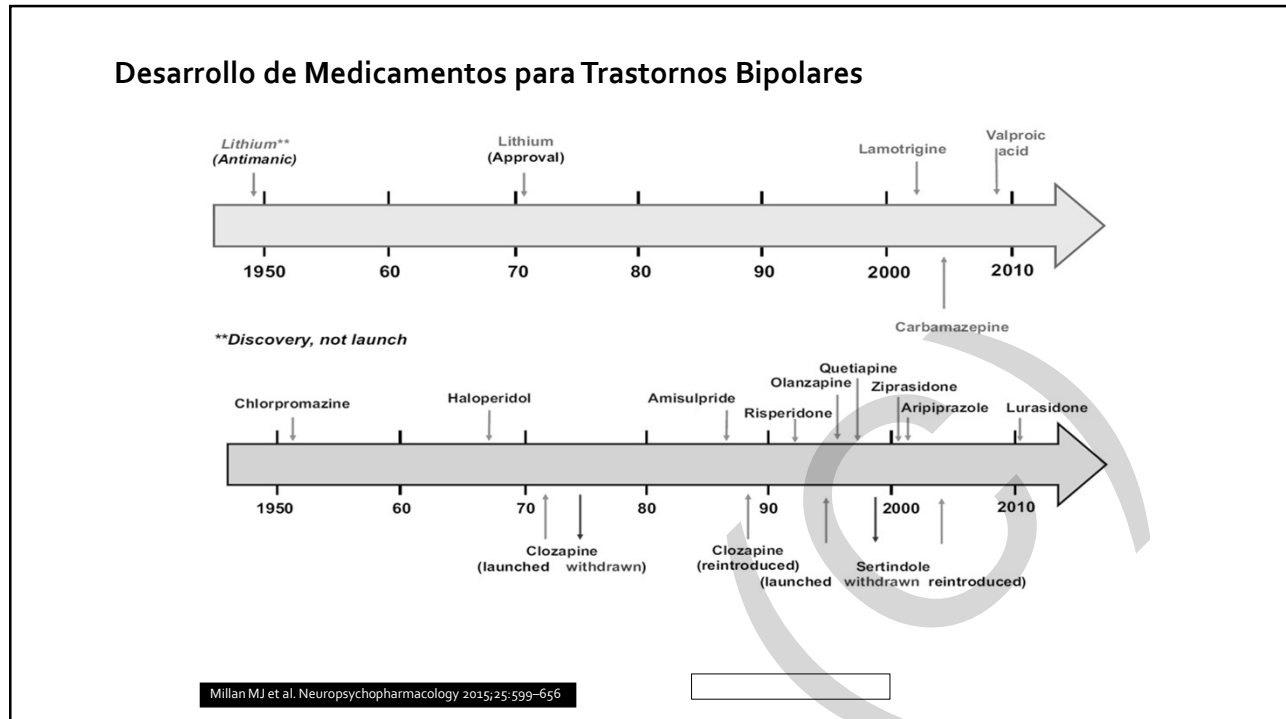 Desarrollo de Medicamentos para Trastornos Bipolares
Lithium**
(Antimanic)
Lithium
(Approval)
Lamotrigine
Valproic
acid
1950 60 70 80 90 2000 2010
Carbamazepine
**Discovery, not launch
Chlorpromazine
Haloperidol
Amisulpride
Risperidone
Olanzapine
Quetiapine
Ziprasidone
Aripiprazole
Lurasidone
1950 60 70 80 90 2000 2010
Clozapine
(launched withdrawn)
Clozapine
(reintroduced)
Sertindole
(launched withdrawn reintroduced)
Millan MJ et al. Neuropsychopharmacology 2015;25:599–656